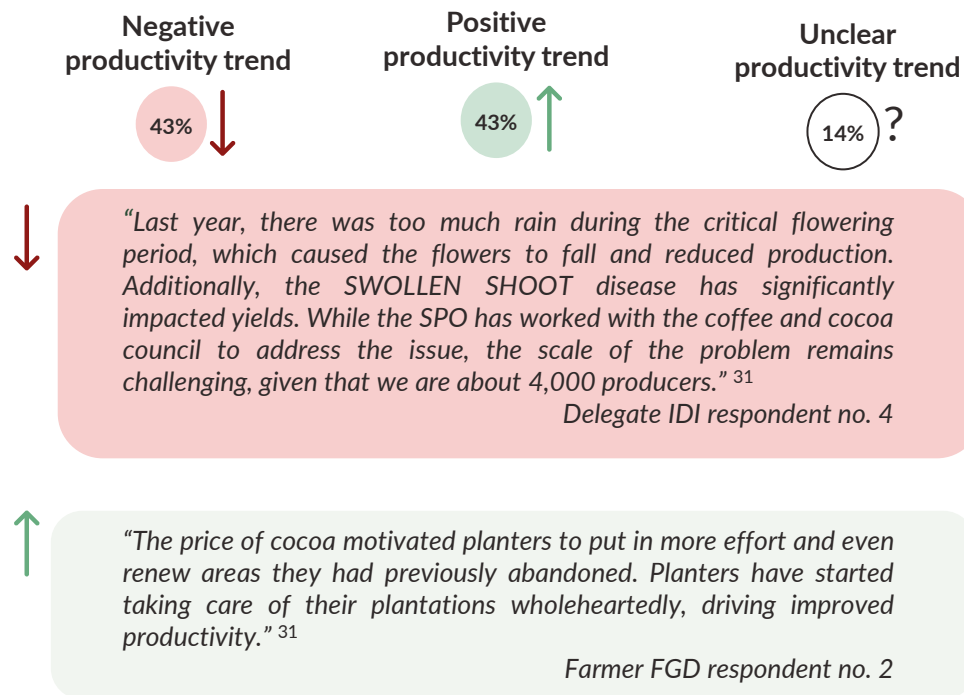 Negative
productivity trend
43%
Positive
productivity trend
43%
Unclear
productivity trend
14% ?
“Last year, there was too much rain during the critical flowering
period, which caused the flowers to fall and reduced production.
Additionally, the SWOLLEN SHOOT disease has significantly
impacted yields. While the SPO has worked with the coffee and cocoa
council to address the issue, the scale of the problem remains
challenging, given that we are about 4,000 producers.” 31
Delegate IDI respondent no. 4
“The price of cocoa motivated planters to put in more effort and even
renew areas they had previously abandoned. Planters have started
taking care of their plantations wholeheartedly, driving improved
productivity.” 31
Farmer FGD respondent no. 2